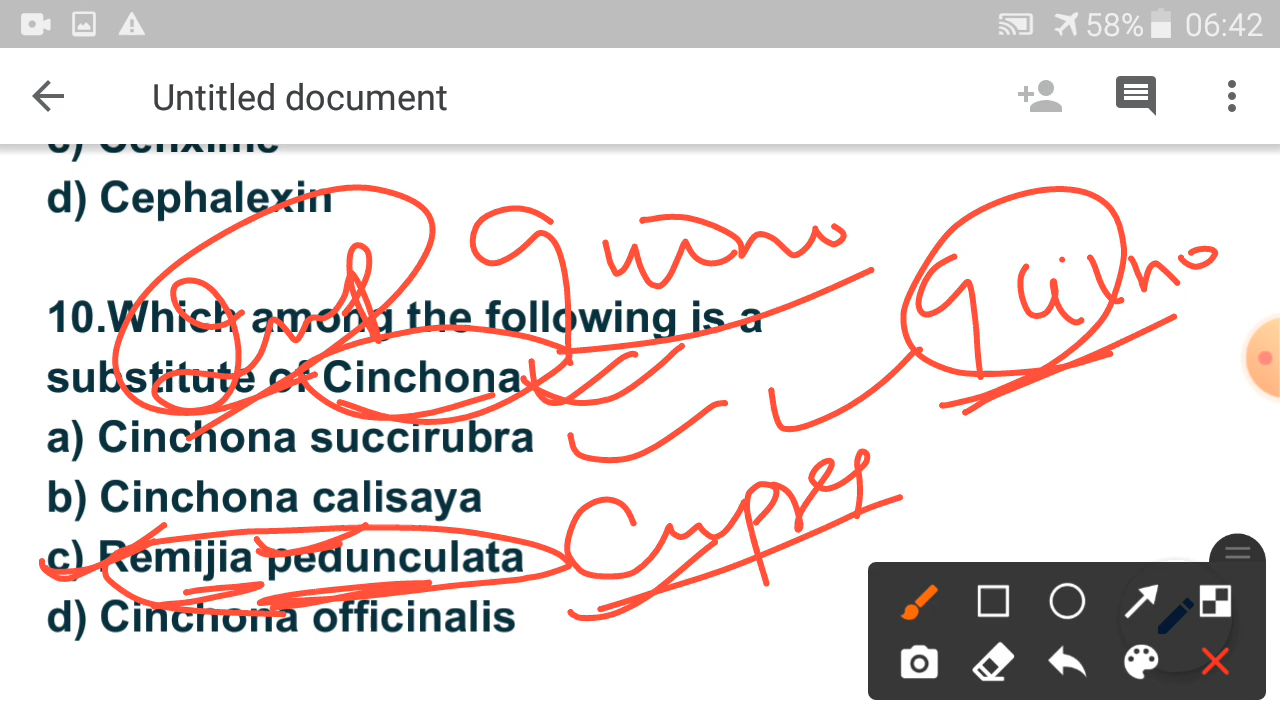 58% 06:42
Untitled document
c) Cefixime
d) Cephalexin
10.Which among the following is a
substitute of Cinchona
a) Cinchona succirubra
b) Cinchona calisaya
c) Remijia pedunculata
d) Cinchona officinalis